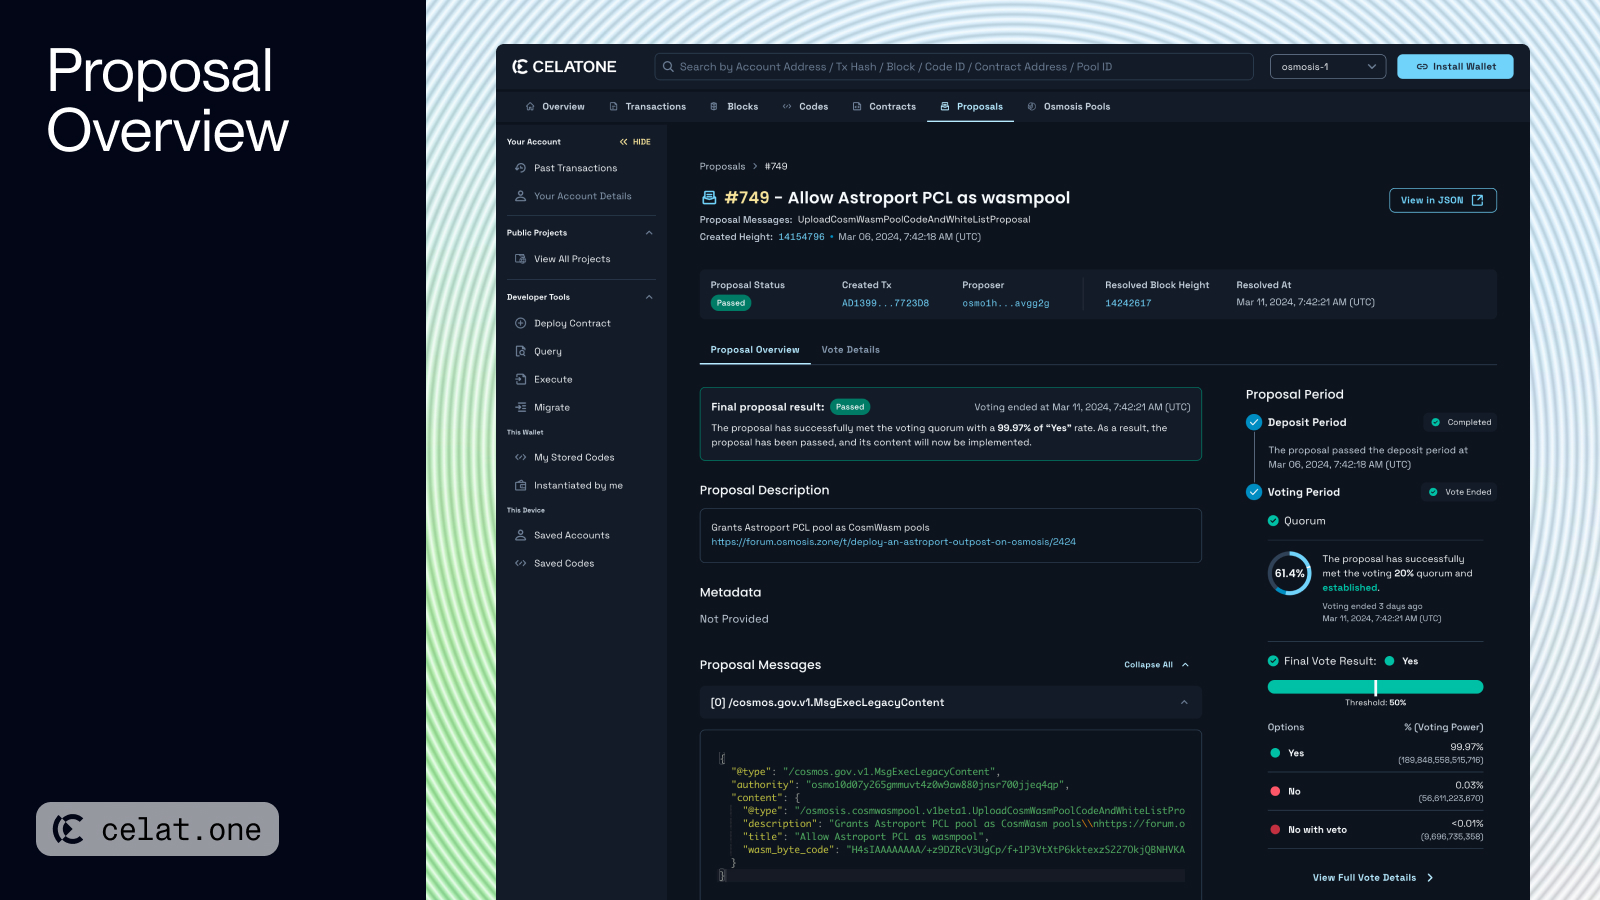 Proposal
Overview
celat.one
CELATONE
Search by Account Address / Tx Hash / Block / Code ID / Contract Address / Pool ID
osmosis-1
Install Wallet
Overview
Transactions
Blocks
Codes
Contracts
Proposals
Osmosis Pools
Your Account
HIDE
Past Transactions
Your Account Details
Public Projects
View All Projects
Developer Tools
Deploy Contract
Query
Execute
Migrate
This Wallet
My Stored Codes
Instantiated by me
This Device
Saved Accounts
Saved Codes
Proposals > #749
#749 - Allow Astroport PCL as wasmpool
View in JSON
Proposal Messages: UploadCosmWasmPoolCodeAndWhiteListProposal
Created Height: 14154796 • Mar 06, 2024, 7:42:18 AM (UTC)
Proposal Status
Passed
Created Tx
AD1399...7723D8
Proposer
osmo1h...avgg2g
Resolved Block Height
14242617
Resolved At
Mar 11, 2024, 7:42:21 AM (UTC)
Proposal Overview
Vote Details
Final proposal result: Passed
Voting ended at Mar 11, 2024, 7:42:21 AM (UTC)
The proposal has successfully met the voting quorum with a 99.97% of “Yes” rate. As a result, the
proposal has been passed, and its content will now be implemented.
Proposal Description
Grants Astroport PCL pool as CosmWasm pools
https://forum.osmosis.zone/t/deploy-an-astroport-outpost-on-osmosis/2424
Metadata
Not Provided
Proposal Messages
Collapse All
[0] /cosmos.gov.v1.MsgExecLegacyContent
{
"@type": "/cosmos.gov.v1.MsgExecLegacyContent",
"authority": "osmo10d07y265gmmuvt4z0w9aw880jnsr700jjeq4qp",
"content": {
"@type": "/osmosis.cosmwasmpool.v1beta1.UploadCosmWasmPoolCodeAndWhiteListPro
"description": "Grants Astroport PCL pool as CosmWasm pools\\nhttps://forum.o
"title": "Allow Astroport PCL as wasmpool",
"wasm_byte_code": "H4sIAAAAAAAA/+z9DZRcV3UgCp/f+1P3VtXtP6kktexzS2270kjQBNHVKA
}
}
Proposal Period
Deposit Period
Completed
The proposal passed the deposit period at
Mar 06, 2024, 7:42:18 AM (UTC)
Voting Period
Vote Ended
Quorum
61.4%
The proposal has successfully
met the voting 20% quorum and
established.
Voting ended 3 days ago
Mar 11, 2024, 7:42:21 AM (UTC)
Final Vote Result: Yes
Threshold: 50%
Options
% (Voting Power)
Yes
99.97%
(189,848,558,515,716)
No
0.03%
(56,611,223,670)
No with veto
<0.01%
(9,696,735,358)
View Full Vote Details